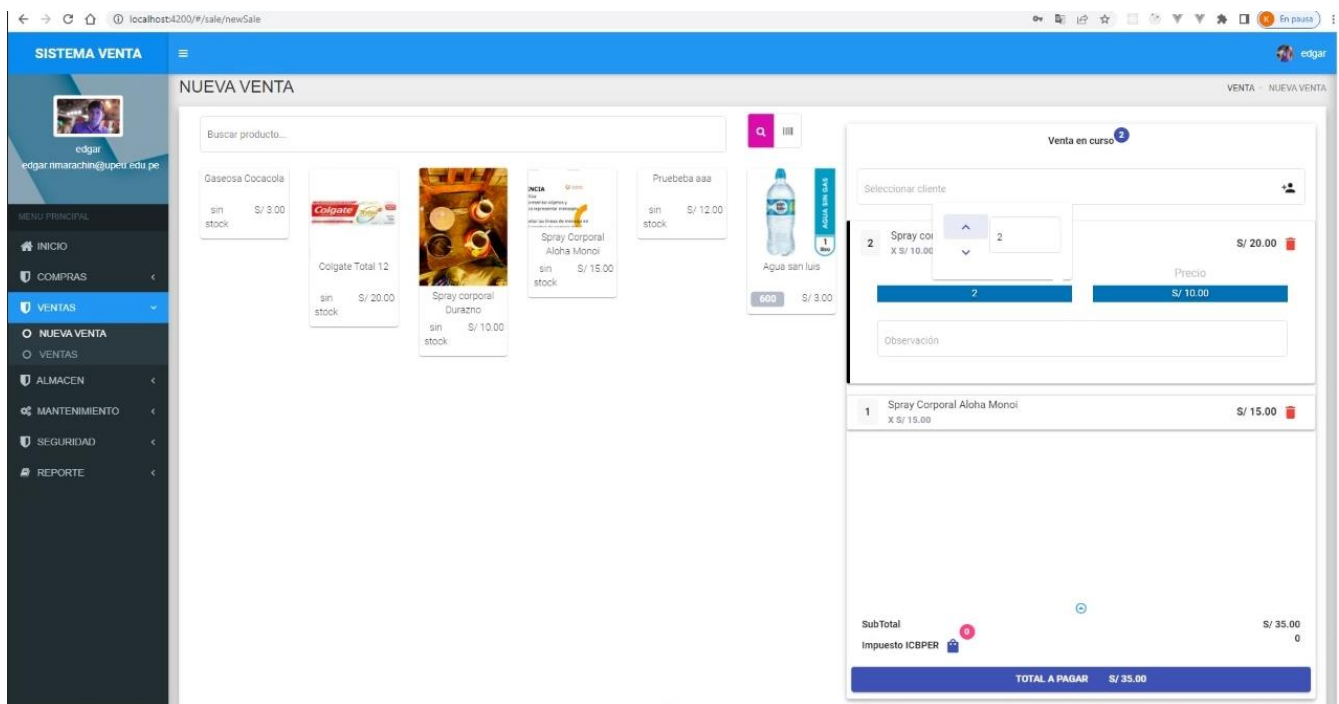 localhost:4200/#/sale/newSale
En pausa
SISTEMA VENTA
edgar
NUEVA VENTA
VENTA - NUEVA VENTA
edgar
edgar.rimarachin@upeu.edu.pe
MENU PRINCIPAL
INICIO
COMPRAS
VENTAS
NUEVA VENTA
VENTAS
ALMACEN
MANTENIMIENTO
SEGURIDAD
REPORTE
Buscar producto...
Gaseosa Cocacola
sin stock S/ 3.00
Colgate
Colgate Total 12
sin stock S/ 20.00
Spray corporal Durazno
sin stock S/ 10.00
Spray Corporal Aloha Monoi
sin stock S/ 15.00
Pruebeba aaa
sin stock S/ 12.00
AGUA SIN GAS
1
Agua san luis
600 S/ 3.00
Venta en curso 2
Seleccionar cliente
2 Spray
X S/ 10.00
2
S/ 20.00
Precio
2 S/ 10.00
Observación
1 Spray Corporal Aloha Monoi
X S/ 15.00
S/ 15.00
SubTotal S/ 35.00
Impuesto ICBPER 0 0
TOTAL A PAGAR S/ 35.00